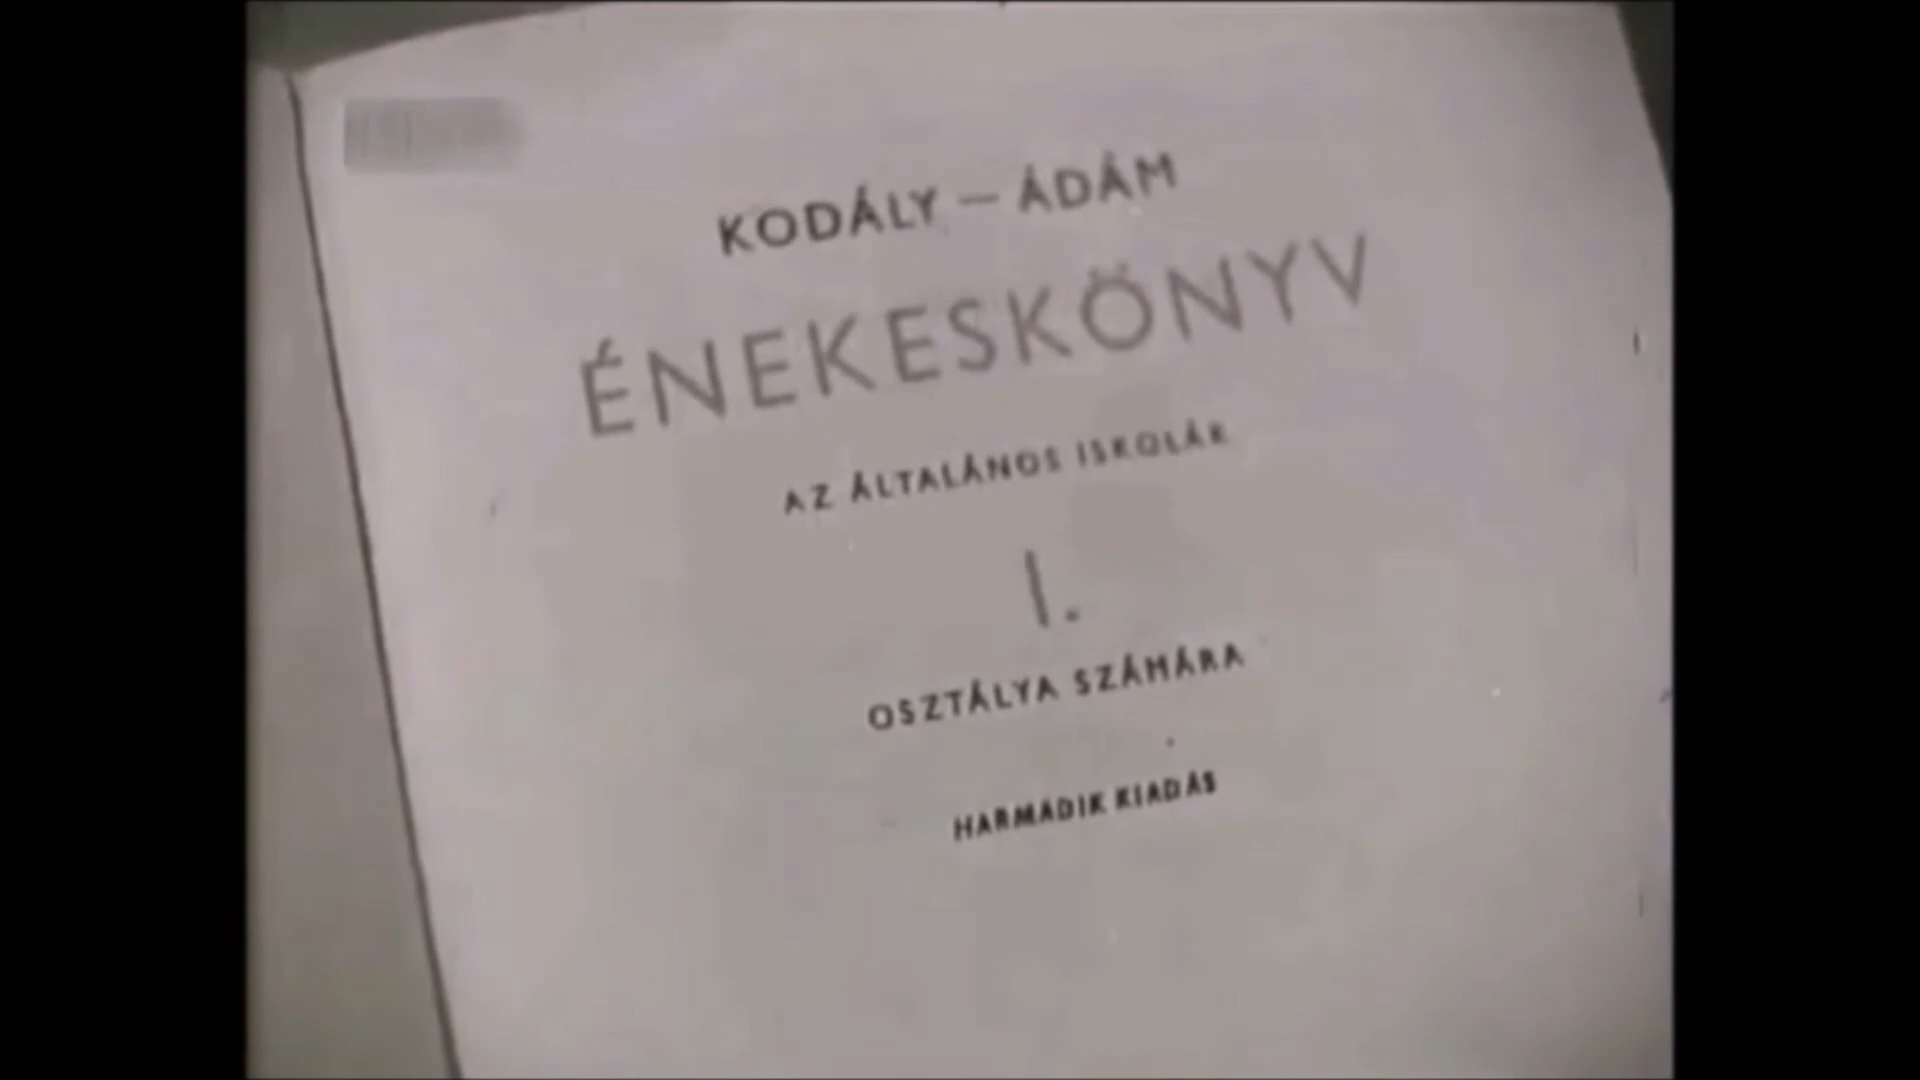 KODÁLY – ÁDÁM
ÉNEKESKÖNYV
AZ ÁLTALÁNOS ISKOLÁK
I.
OSZTÁLYA SZÁMÁRA
HARMADIK KIADÁS